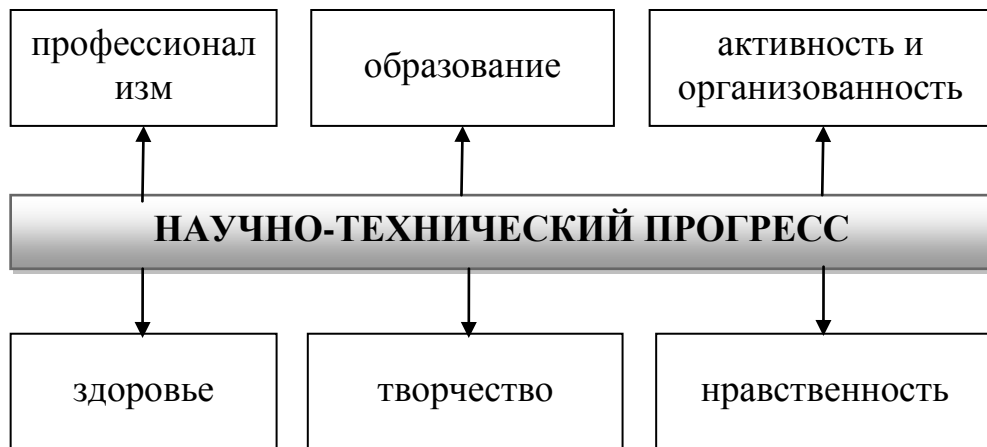 профессионал
изм
образование
активность и
организованность
НАУЧНО-ТЕХНИЧЕСКИЙ ПРОГРЕСС
здоровье
творчество
нравственность